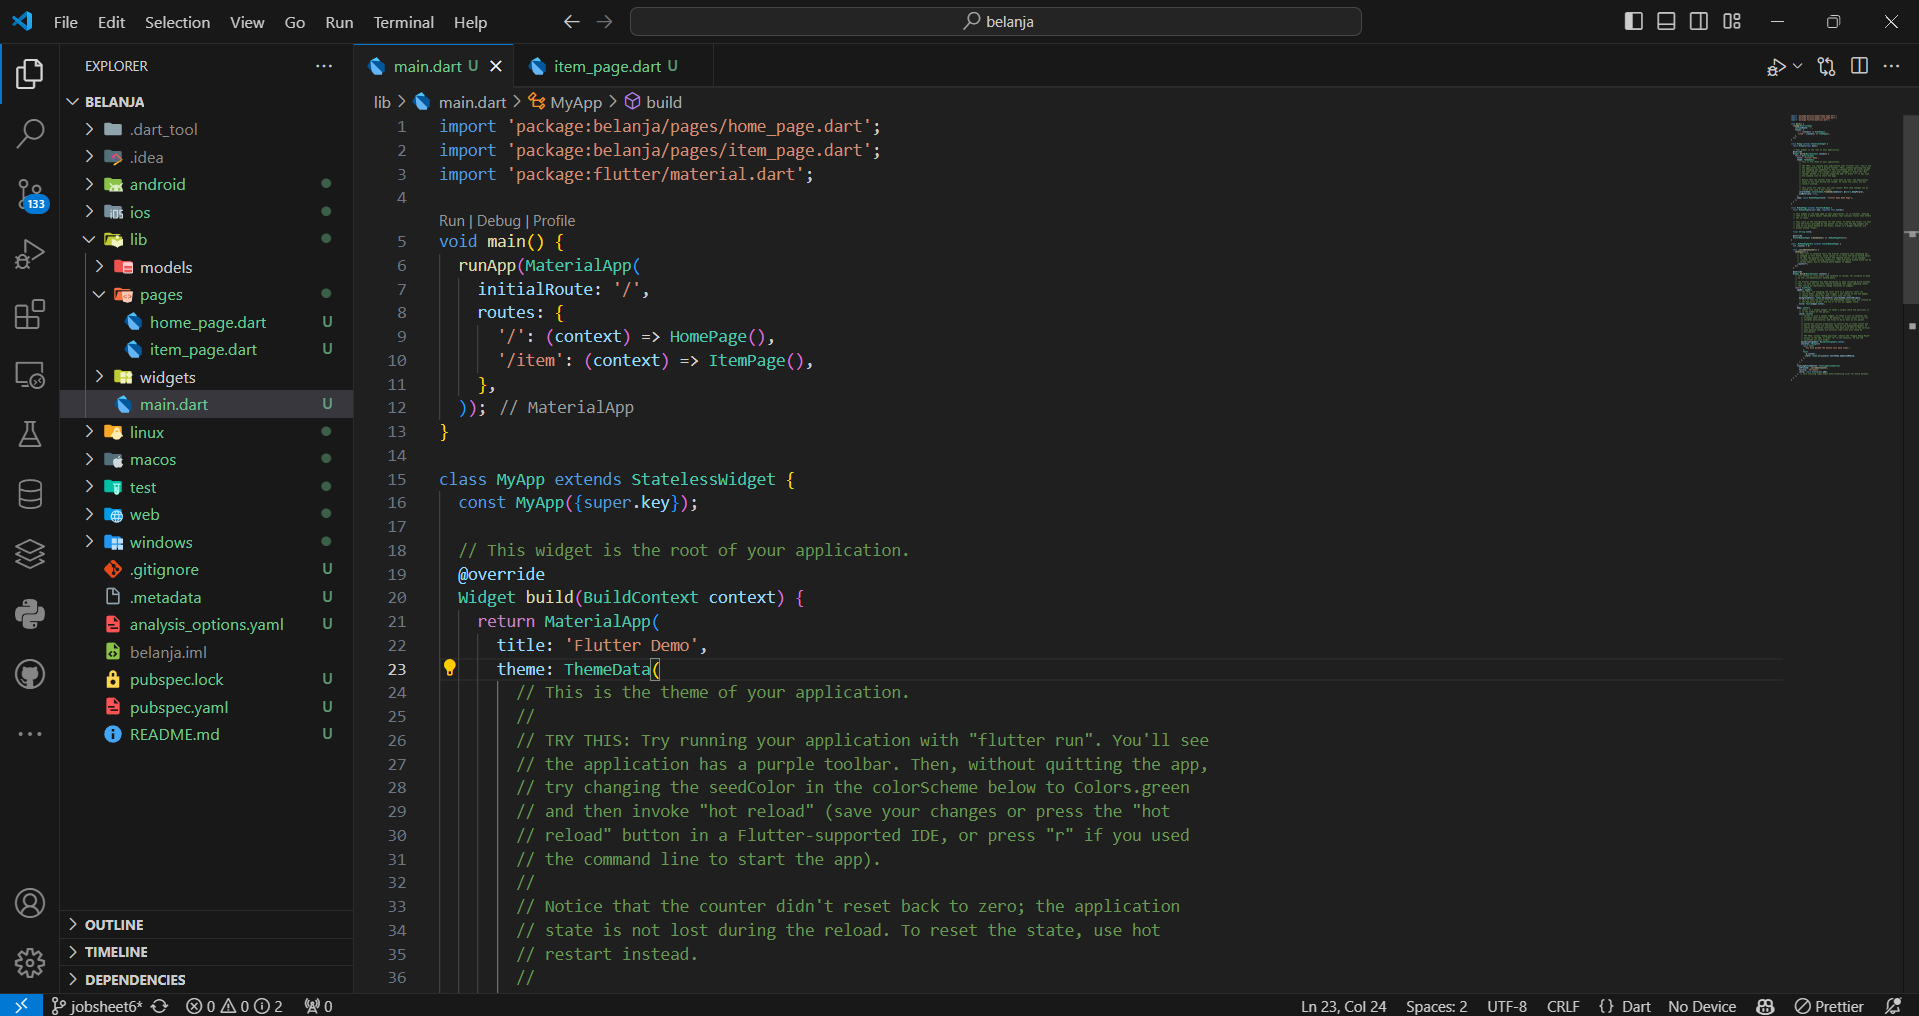 File Edit Selection View Go Run Terminal Help
belanja
EXPLORER
BELANJA
.dart_tool
.idea
android
ios
lib
models
pages
home_page.dart U
item_page.dart U
widgets
main.dart U
linux
macos
test
web
windows
.gitignore U
.metadata U
analysis_options.yaml U
belanja.iml
pubspec.lock U
pubspec.yaml U
README.md U
OUTLINE
TIMELINE
DEPENDENCIES
133
main.dart U
item_page.dart U
lib > main.dart > MyApp > build
1 import 'package:belanja/pages/home_page.dart';
2 import 'package:belanja/pages/item_page.dart';
3 import 'package:flutter/material.dart';
4
Run | Debug | Profile
5 void main() {
6 runApp(MaterialApp(
7 initialRoute: '/',
8 routes: {
9 '/': (context) => HomePage(),
10 '/item': (context) => ItemPage(),
11 },
12 )); // MaterialApp
13 }
14
15 class MyApp extends StatelessWidget {
16 const MyApp({super.key});
17
18 // This widget is the root of your application.
19 @override
20 Widget build(BuildContext context) {
21 return MaterialApp(
22 title: 'Flutter Demo',
23 theme: ThemeData(
24 // This is the theme of your application.
25 //
26 // TRY THIS: Try running your application with "flutter run". You'll see
27 // the application has a purple toolbar. Then, without quitting the app,
28 // try changing the seedColor in the colorScheme below to Colors.green
29 // and then invoke "hot reload" (save your changes or press the "hot
30 // reload" button in a Flutter-supported IDE, or press "r" if you used
31 // the command line to start the app).
32 //
33 // Notice that the counter didn't reset back to zero; the application
34 // state is not lost during the reload. To reset the state, use hot
35 // restart instead.
36 //
jobsheet6* 0 0 2 0
Ln 23, Col 24 Spaces: 2 UTF-8 CRLF {} Dart No Device Prettier